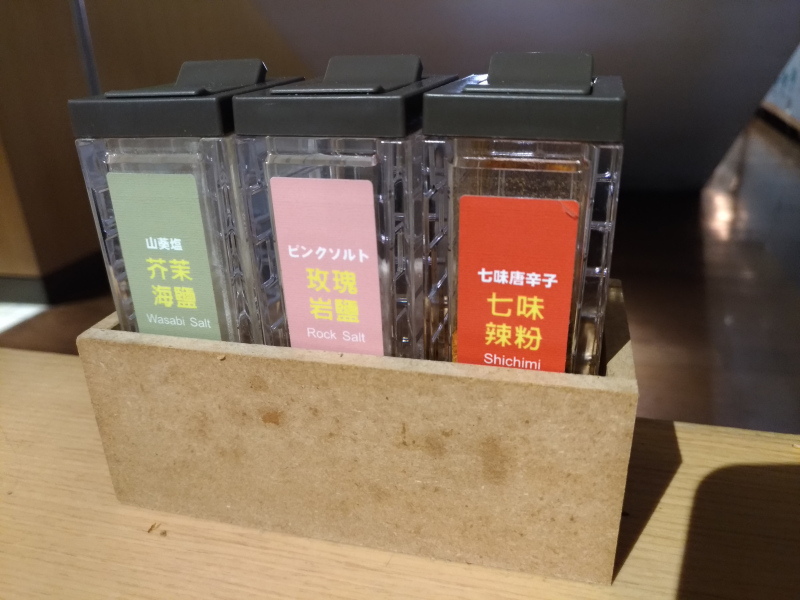 山葵塩
芥茉
海鹽
Wasabi Salt
ピンクソルト
玫瑰
岩鹽
Rock Salt
七味唐辛子
七味
辣粉
Shichimi